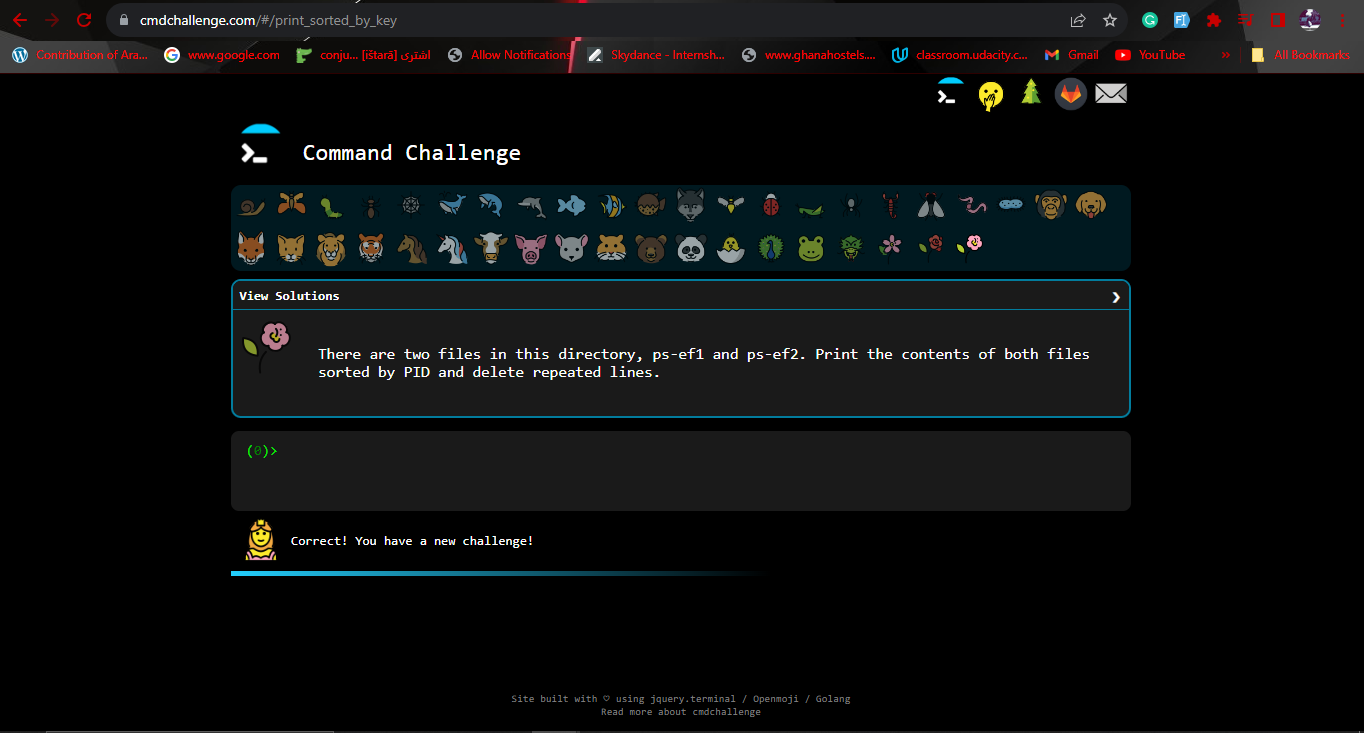 cmdchallenge.com/#/print_sorted_by_key
Contribution of Ara...
www.google.com
conju... [ištarā] اشتری
Allow Notifications
Skydance - Internsh...
www.ghanahostels....
classroom.udacity.c...
Gmail
YouTube
»
All Bookmarks
Command Challenge
View Solutions
There are two files in this directory, ps-ef1 and ps-ef2. Print the contents of both files
sorted by PID and delete repeated lines.
(0)>
Correct! You have a new challenge!
Site built with ♡ using jquery.terminal / Openmoji / Golang
Read more about cmdchallenge